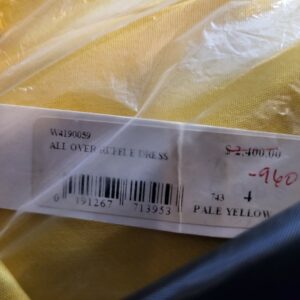 W4190059
ALL OVER RUFFLE DRESS
$ 2,400.00
-960
743 4
0 191267 713953
PALE YELLOW